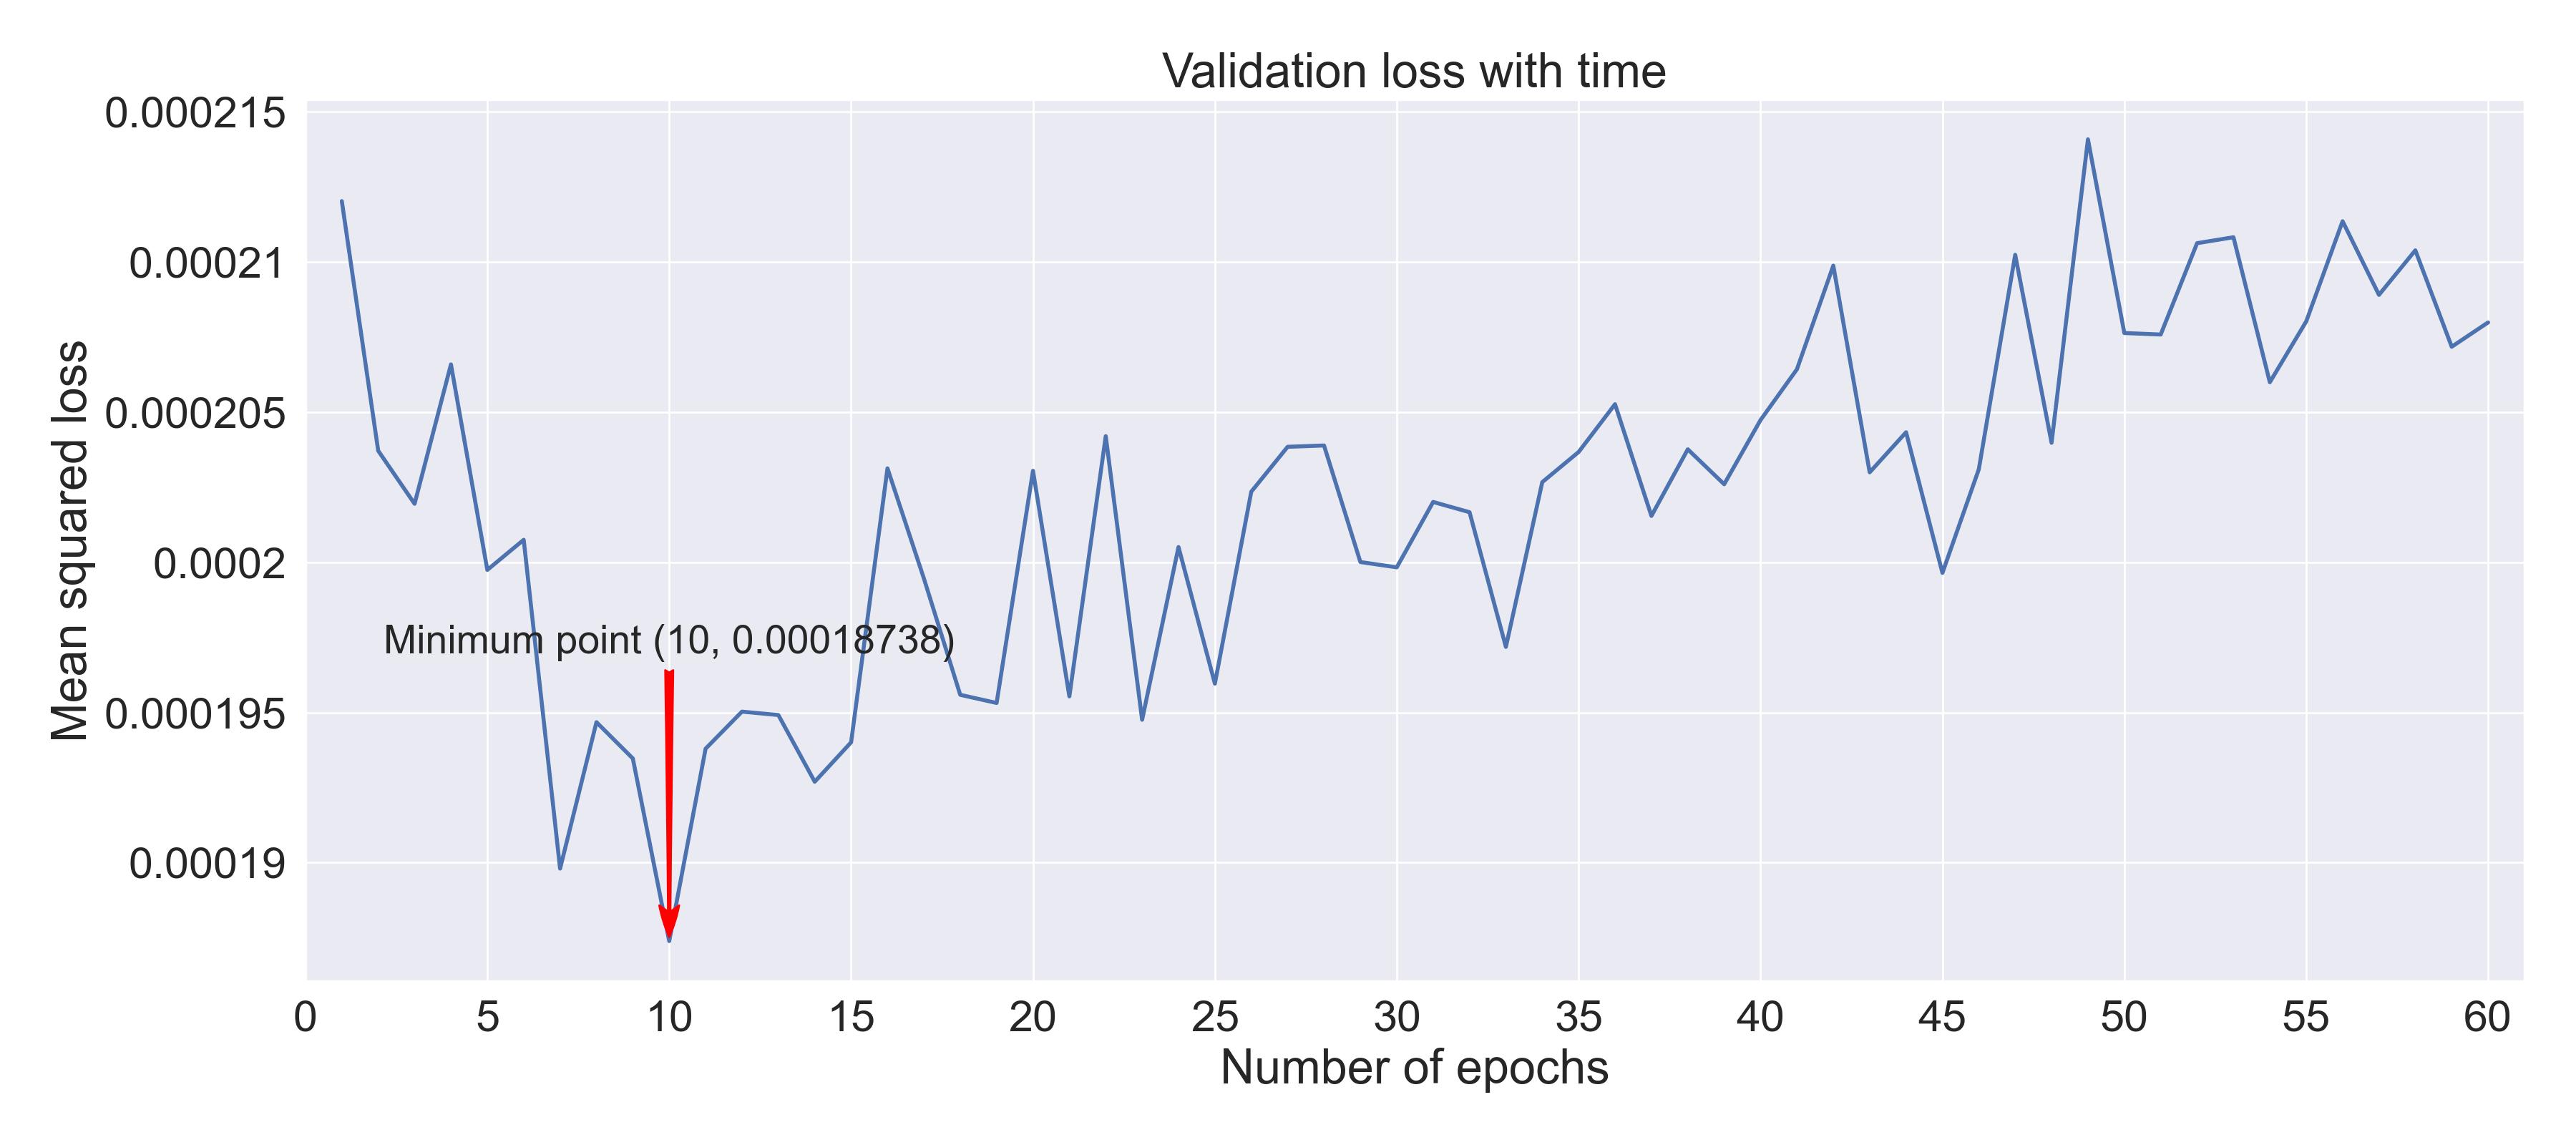 Validation loss with time
Mean squared loss
0.000215
0.00021
0.000205
0.0002
0.000195
0.00019
Minimum point (10, 0.00018738)
0 5 10 15 20 25 30 35 40 45 50 55 60
Number of epochs